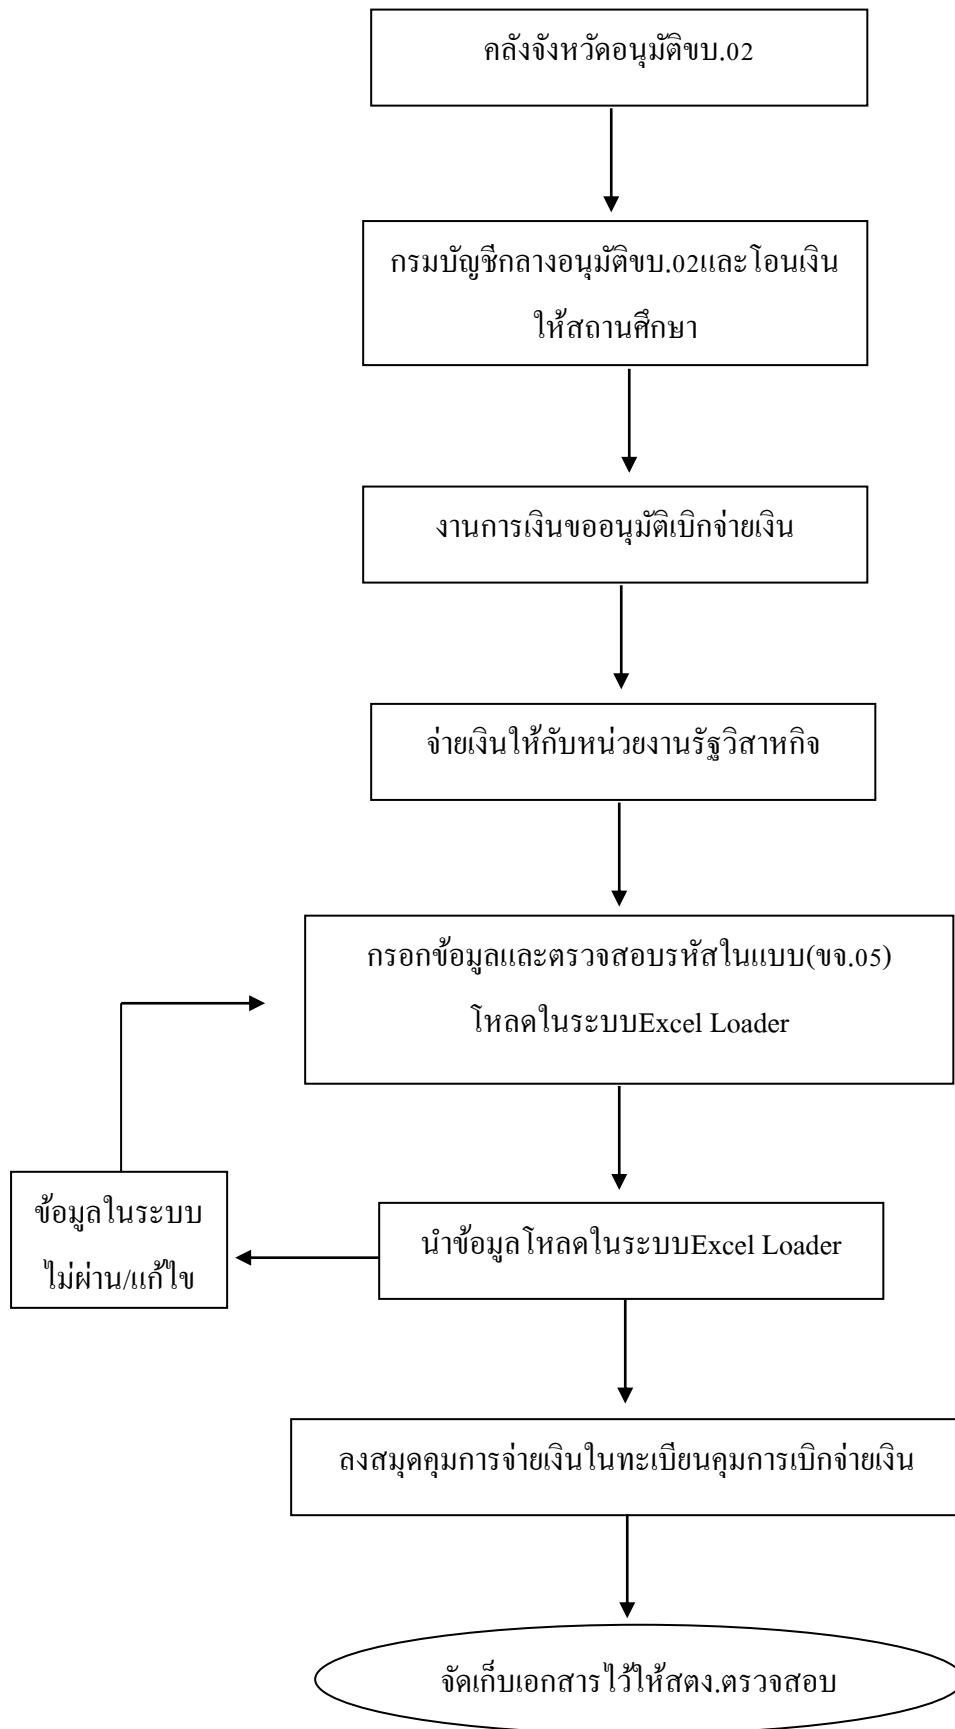 คลังจังหวัดอนุมัติขบ.02
กรมบัญชีกลางอนุมัติขบ.02และโอนเงิน
ให้สถานศึกษา
งานการเงินขออนุมัติเบิกจ่ายเงิน
จ่ายเงินให้กับหน่วยงานรัฐวิสาหกิจ
กรอกข้อมูลและตรวจสอบรหัสในแบบ(ขจ.05)
โหลดในระบบExcel Loader
ข้อมูลในระบบ
ไม่ผ่าน/แก้ไข
นำข้อมูลโหลดในระบบExcel Loader
ลงสมุดคุมการจ่ายเงินในทะเบียนคุมการเบิกจ่ายเงิน
จัดเก็บเอกสารไว้ให้สตง.ตรวจสอบ